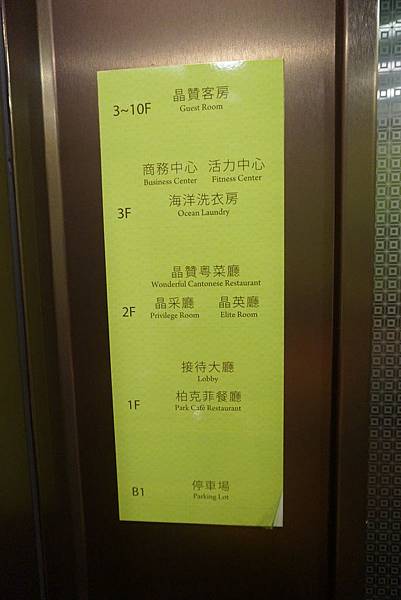 晶贊客房
3~10F
Guest Room
商務中心 活力中心
Business Center Fitness Center
海洋洗衣房
3F
Ocean Laundry
晶贊粵菜廳
Wonderful Cantonese Restaurant
晶采廳 晶英廳
2F
Privilege Room Elite Room
接待大廳
Lobby
柏克菲餐廳
1F
Park Café Restaurant
停車場
B1
Parking Lot